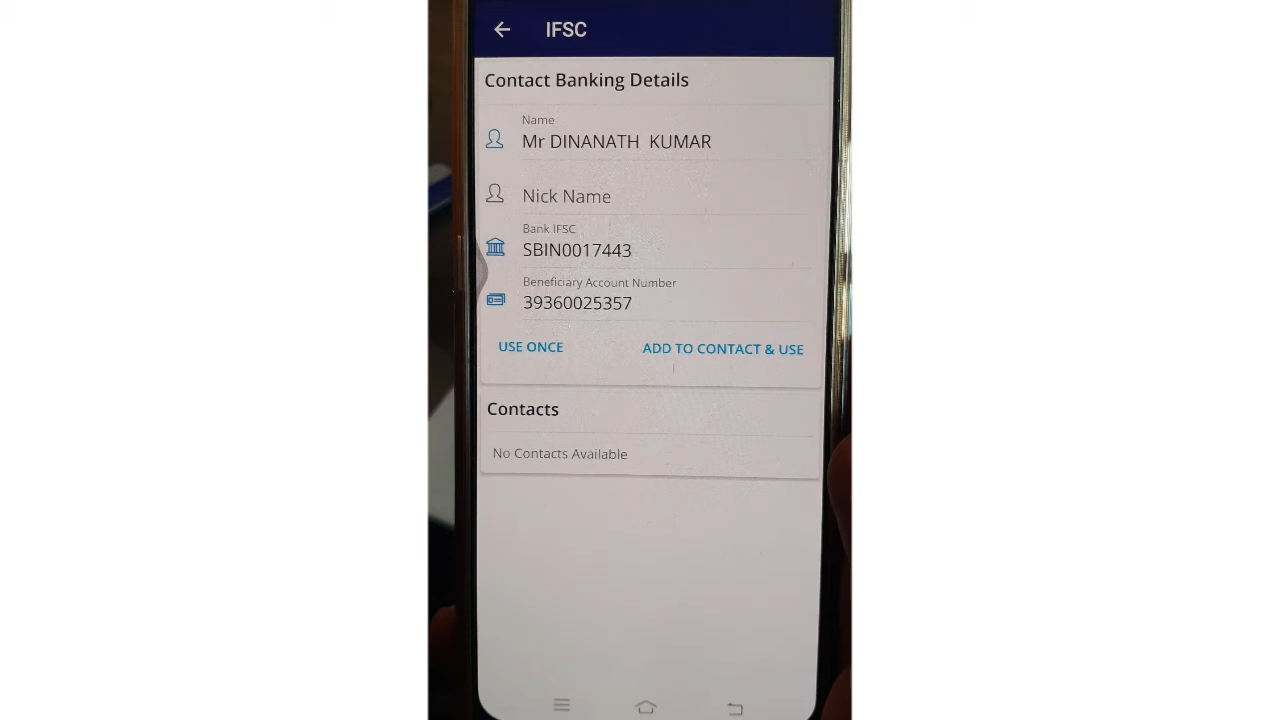 IFSC
Contact Banking Details
Name
Mr DINANATH KUMAR
Nick Name
Bank IFSC
SBIN0017443
Beneficiary Account Number
39360025357
USE ONCE
ADD TO CONTACT & USE
Contacts
No Contacts Available